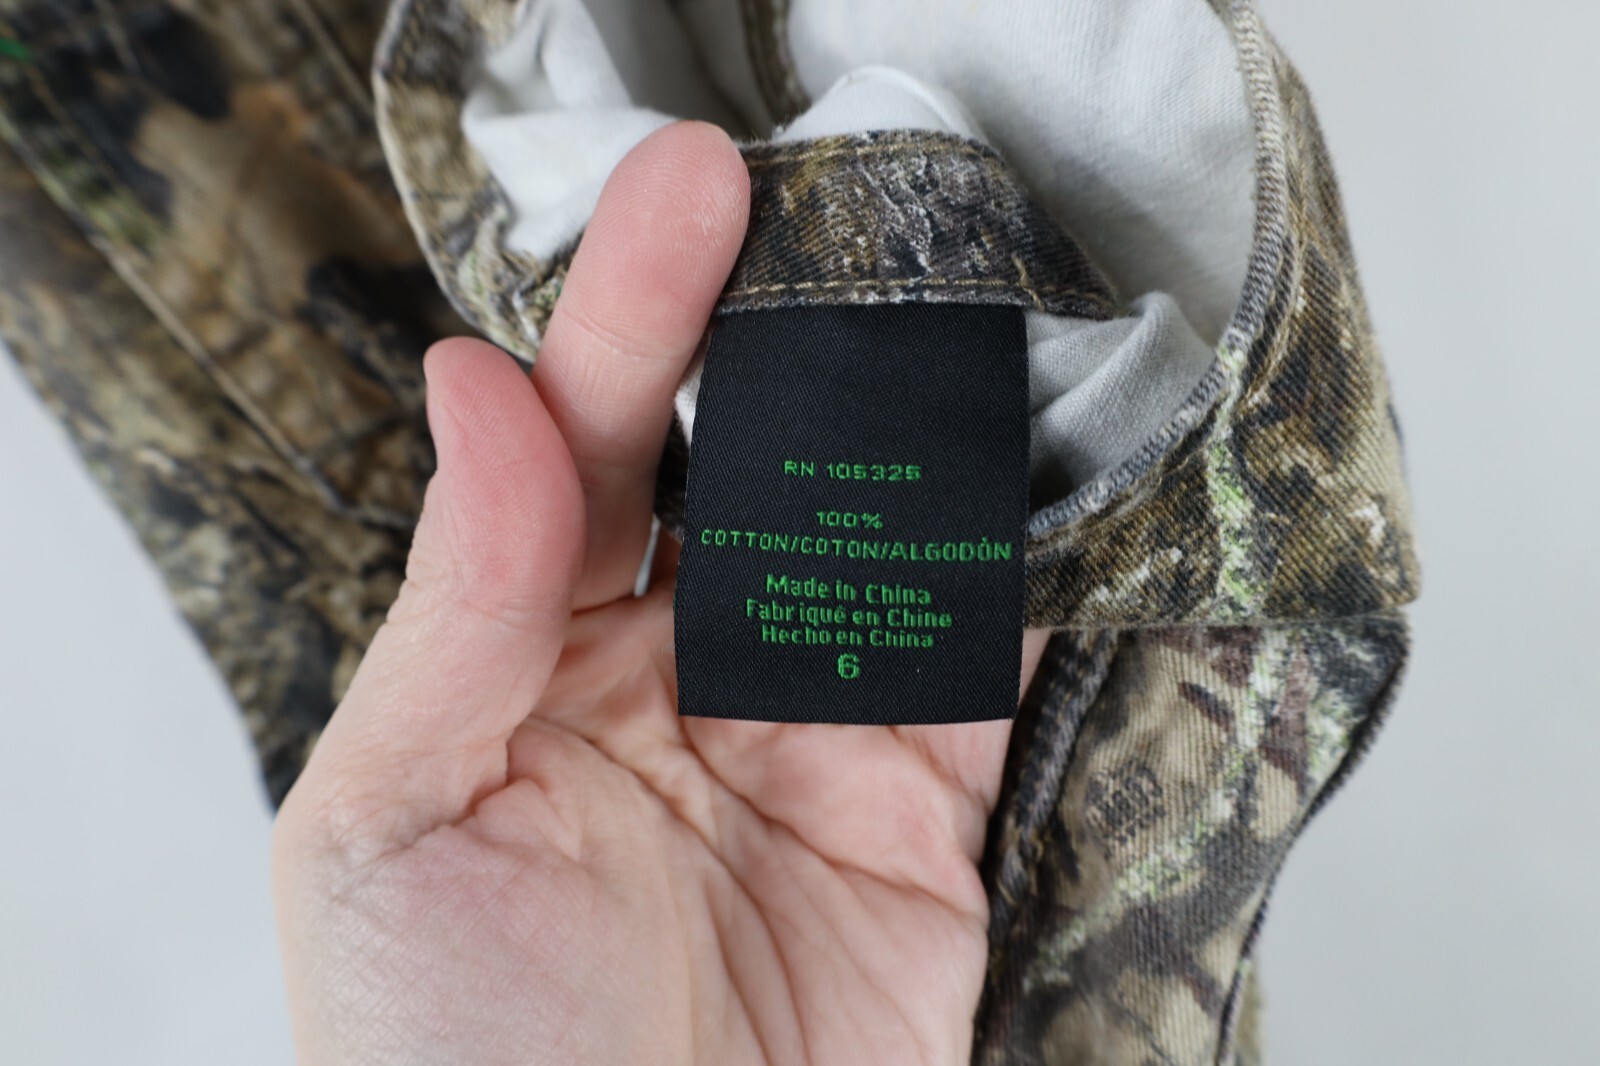 RN 105325
100%
COTTON/COTON/ALGODÓN
Made in China
Fabriqué en Chine
Hecho en China
6